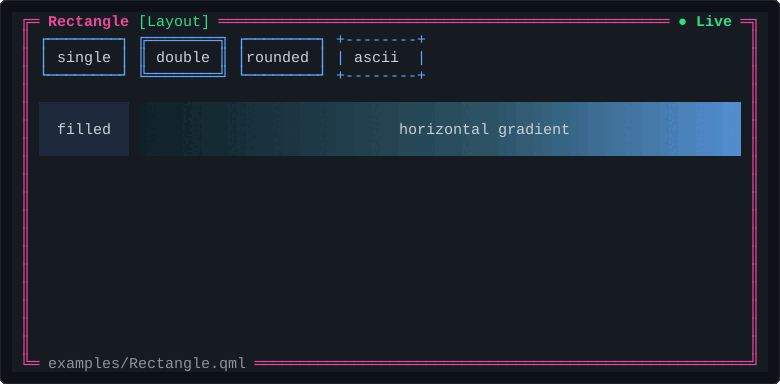 Rectangle [Layout] ● Live
single double rounded ascii
filled horizontal gradient
examples/Rectangle.qml